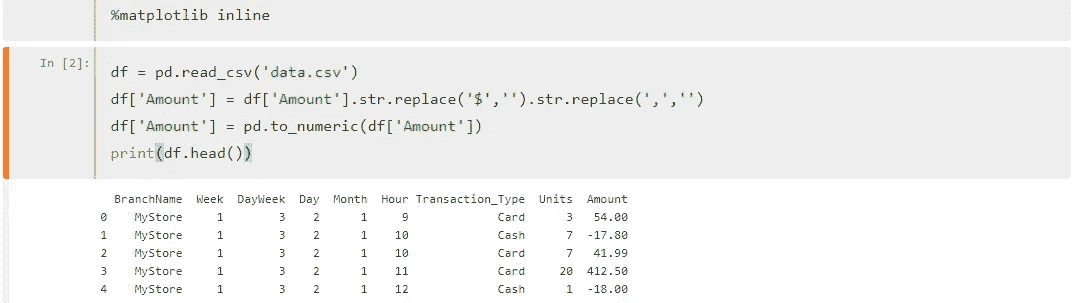 %matplotlib inline
In [2]:
df = pd.read_csv('data.csv')
df['Amount'] = df['Amount'].str.replace('$','').str.replace(',','')
df['Amount'] = pd.to_numeric(df['Amount'])
print(df.head())
BranchName Week DayWeek Day Month Hour Transaction_Type Units Amount
0 MyStore 1 3 2 1 9 Card 3 54.00
1 MyStore 1 3 2 1 10 Cash 7 -17.80
2 MyStore 1 3 2 1 10 Card 7 41.99
3 MyStore 1 3 2 1 11 Card 20 412.50
4 MyStore 1 3 2 1 12 Cash 1 -18.00